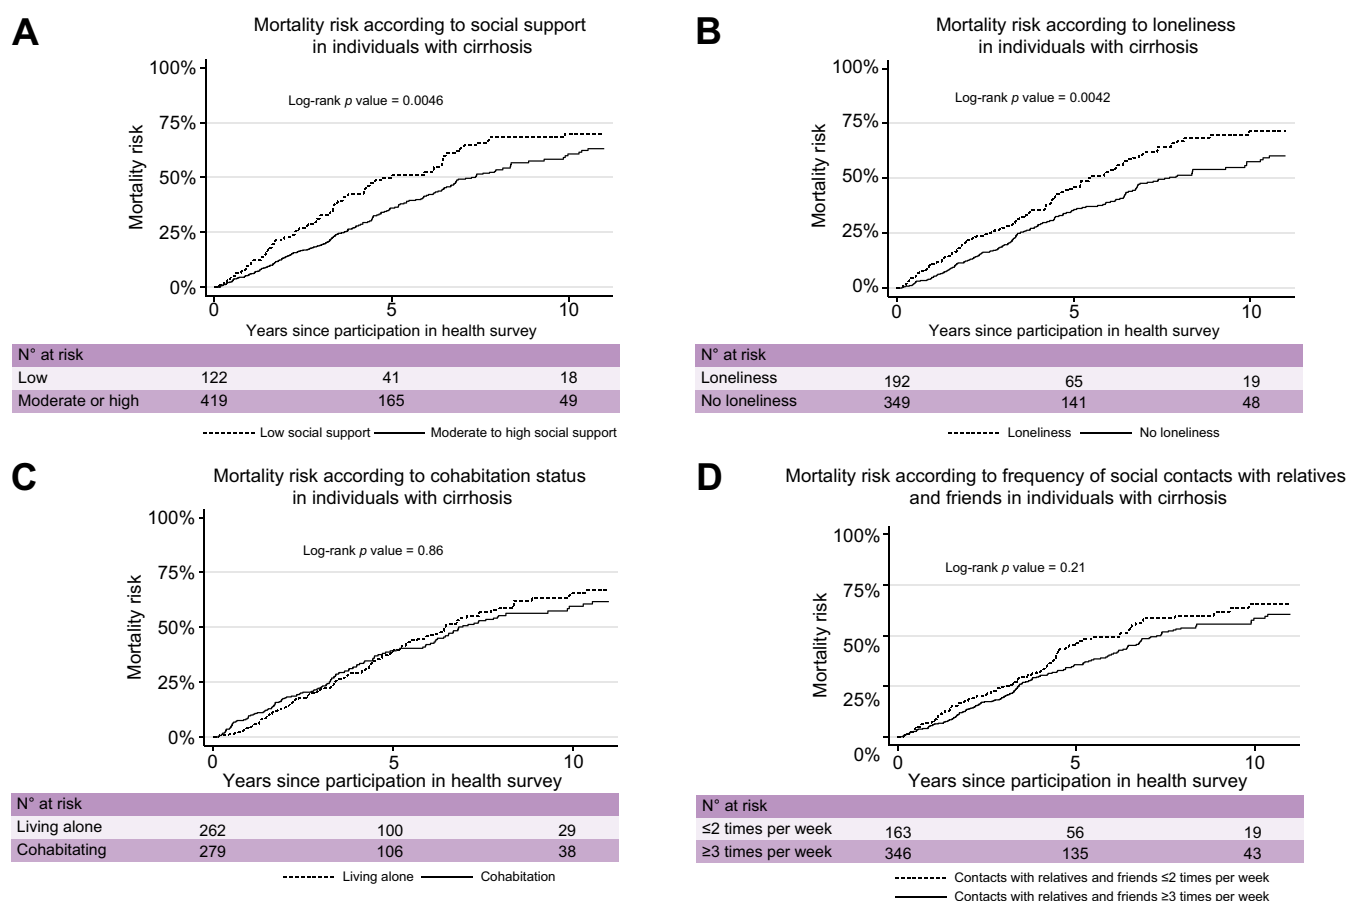 A
Mortality risk according to social support
in individuals with cirrhosis
100%
75%
50%
25%
0%
Mortality risk
Log-rank p value = 0.0046
0 5 10
Years since participation in health survey
N° at risk
Low 122 41 18
Moderate or high 419 165 49
Low social support Moderate to high social support
B
Mortality risk according to loneliness
in individuals with cirrhosis
100%
75%
50%
25%
0%
Mortality risk
Log-rank p value = 0.0042
0 5 10
Years since participation in health survey
N° at risk
Loneliness 192 65 19
No loneliness 349 141 48
Loneliness No loneliness
C
Mortality risk according to cohabitation status
in individuals with cirrhosis
100%
75%
50%
25%
0%
Mortality risk
Log-rank p value = 0.86
0 5 10
Years since participation in health survey
N° at risk
Living alone 262 100 29
Cohabitating 279 106 38
Living alone Cohabitation
D
Mortality risk according to frequency of social contacts with relatives
and friends in individuals with cirrhosis
100%
75%
50%
25%
0%
Mortality risk
Log-rank p value = 0.21
0 5 10
Years since participation in health survey
N° at risk
≤2 times per week 163 56 19
≥3 times per week 346 135 43
Contacts with relatives and friends ≤2 times per week
Contacts with relatives and friends ≥3 times per week